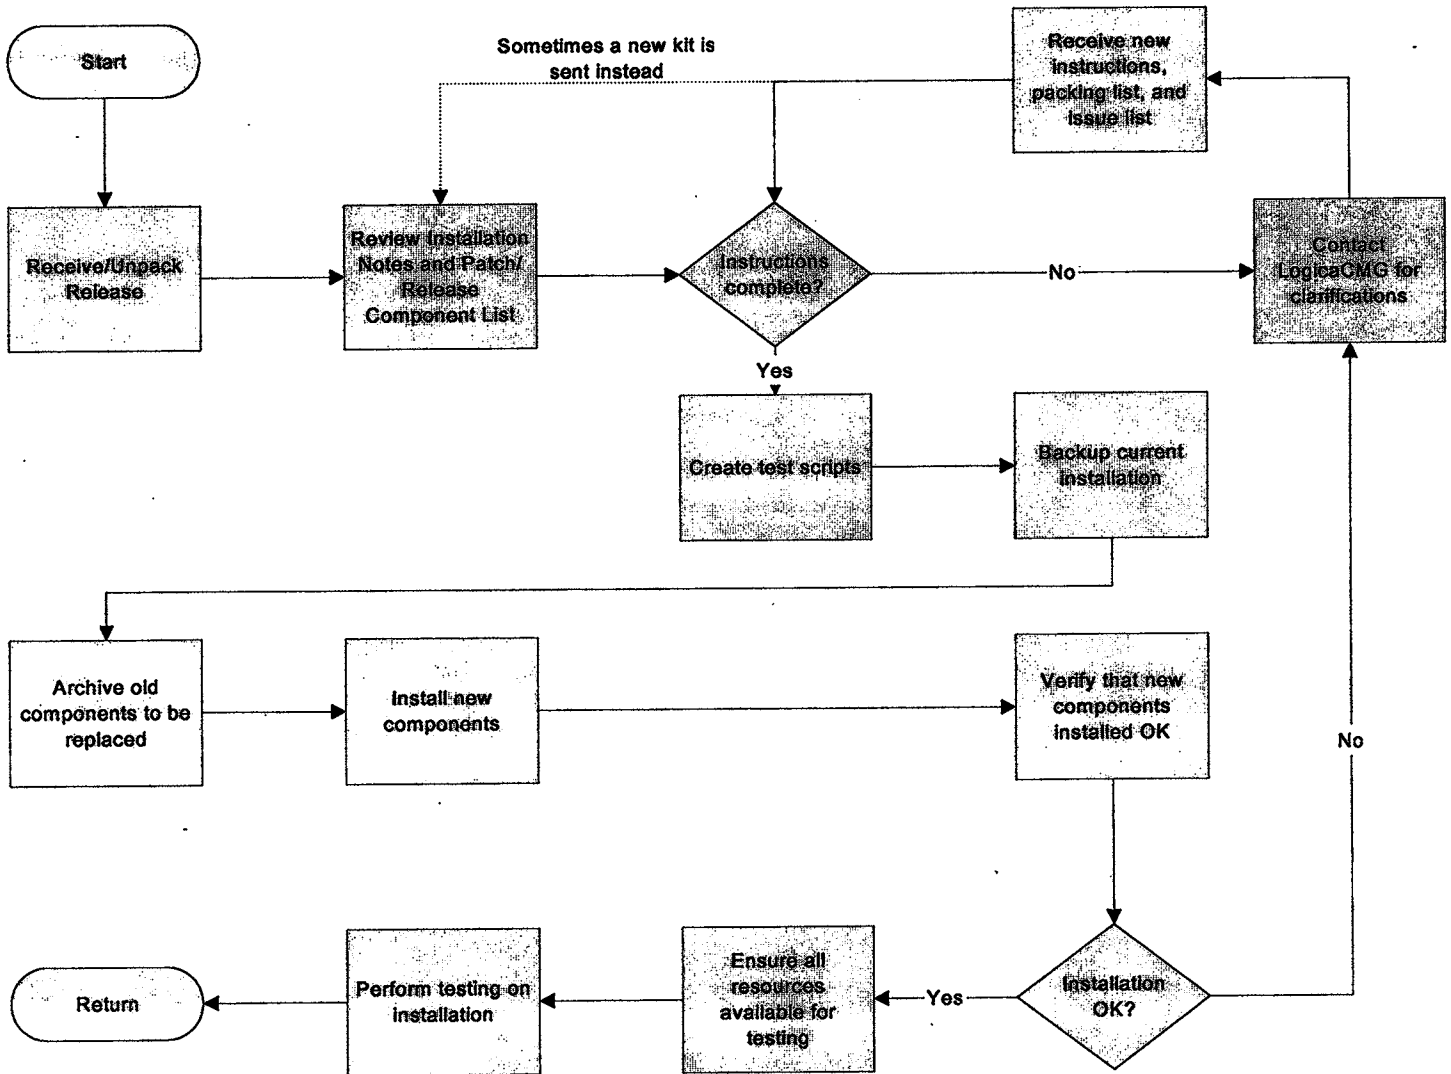 Start
Sometimes a new kit is
sent instead
Receive new
instructions,
packing list, and
issue list
Receive/Unpack
Release
Review Installation
Notes and Patch/
Release
Component List
Instructions
complete?
No
Contact
LogicaCMG for
clarifications
Yes
Create test scripts
Backup current
installation
Archive old
components to be
replaced
Install new
components
Verify that new
components
installed OK
No
Return
Perform testing on
installation
Ensure all
resources
available for
testing
Yes
Installation
OK?